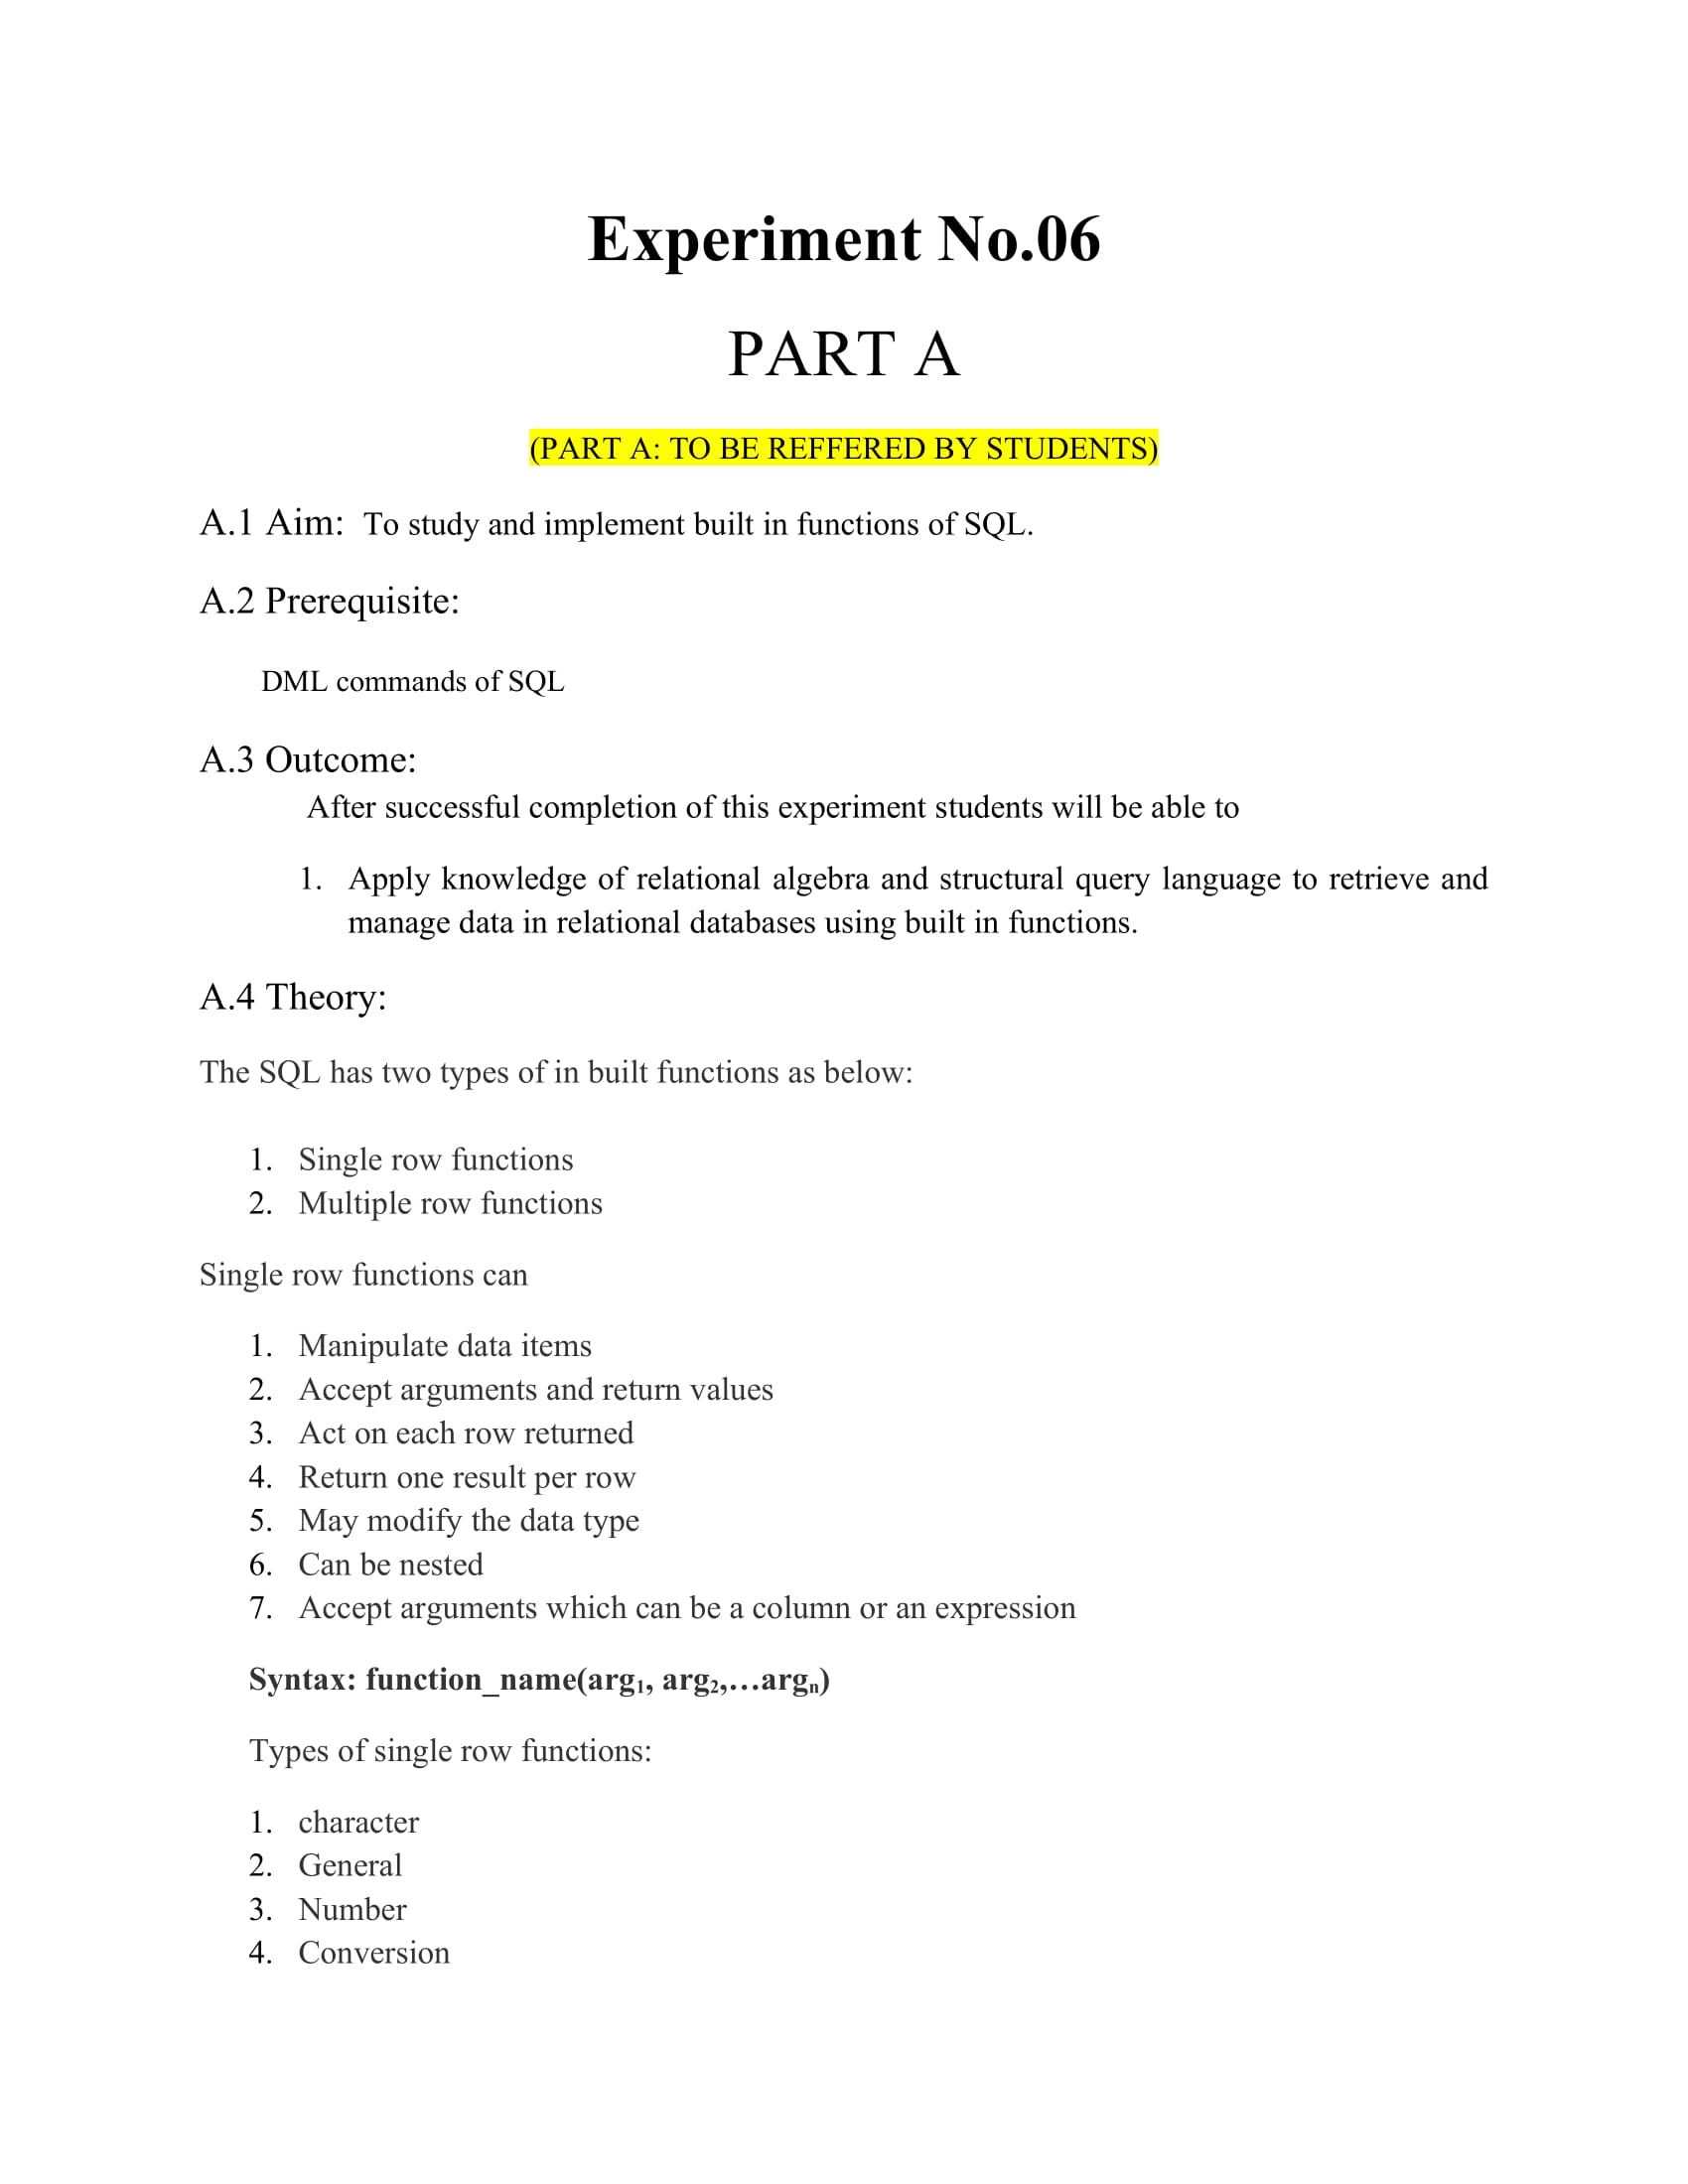 Experiment No.06
PART A
(PART A: TO BE REFFERED BY STUDENTS)
A.1 Aim: To study and implement built in functions of SQL.
A.2 Prerequisite:
DML commands of SQL
A.3 Outcome:
After successful completion of this experiment students will be able to
1. Apply knowledge of relational algebra and structural query language to retrieve and
manage data in relational databases using built in functions.
A.4 Theory:
The SQL has two types of in built functions as below:
1. Single row functions
2. Multiple row functions
Single row functions can
1. Manipulate data items
2. Accept arguments and return values
3. Act on each row returned
4. Return one result per row
5. May modify the data type
6. Can be nested
7. Accept arguments which can be a column or an expression
Syntax: function_name(arg₁, arg₂,…argₙ)
Types of single row functions:
1. character
2. General
3. Number
4. Conversion